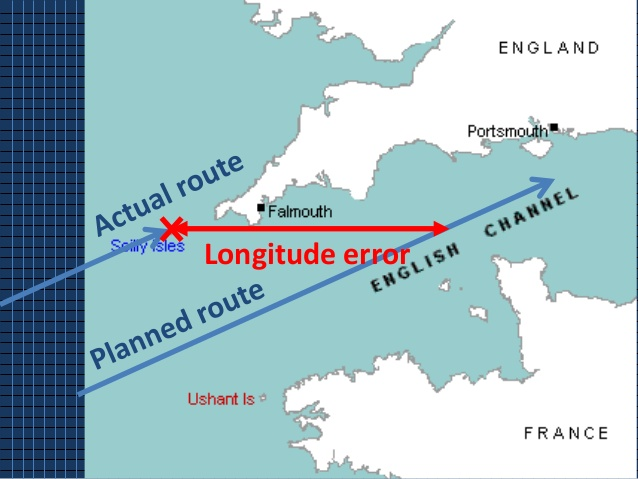 ENGLAND
Portsmouth
Actual route
Falmouth
Scilly Isles
Longitude error
ENGLISH CHANNEL
Planned route
Ushant Is
FRANCE